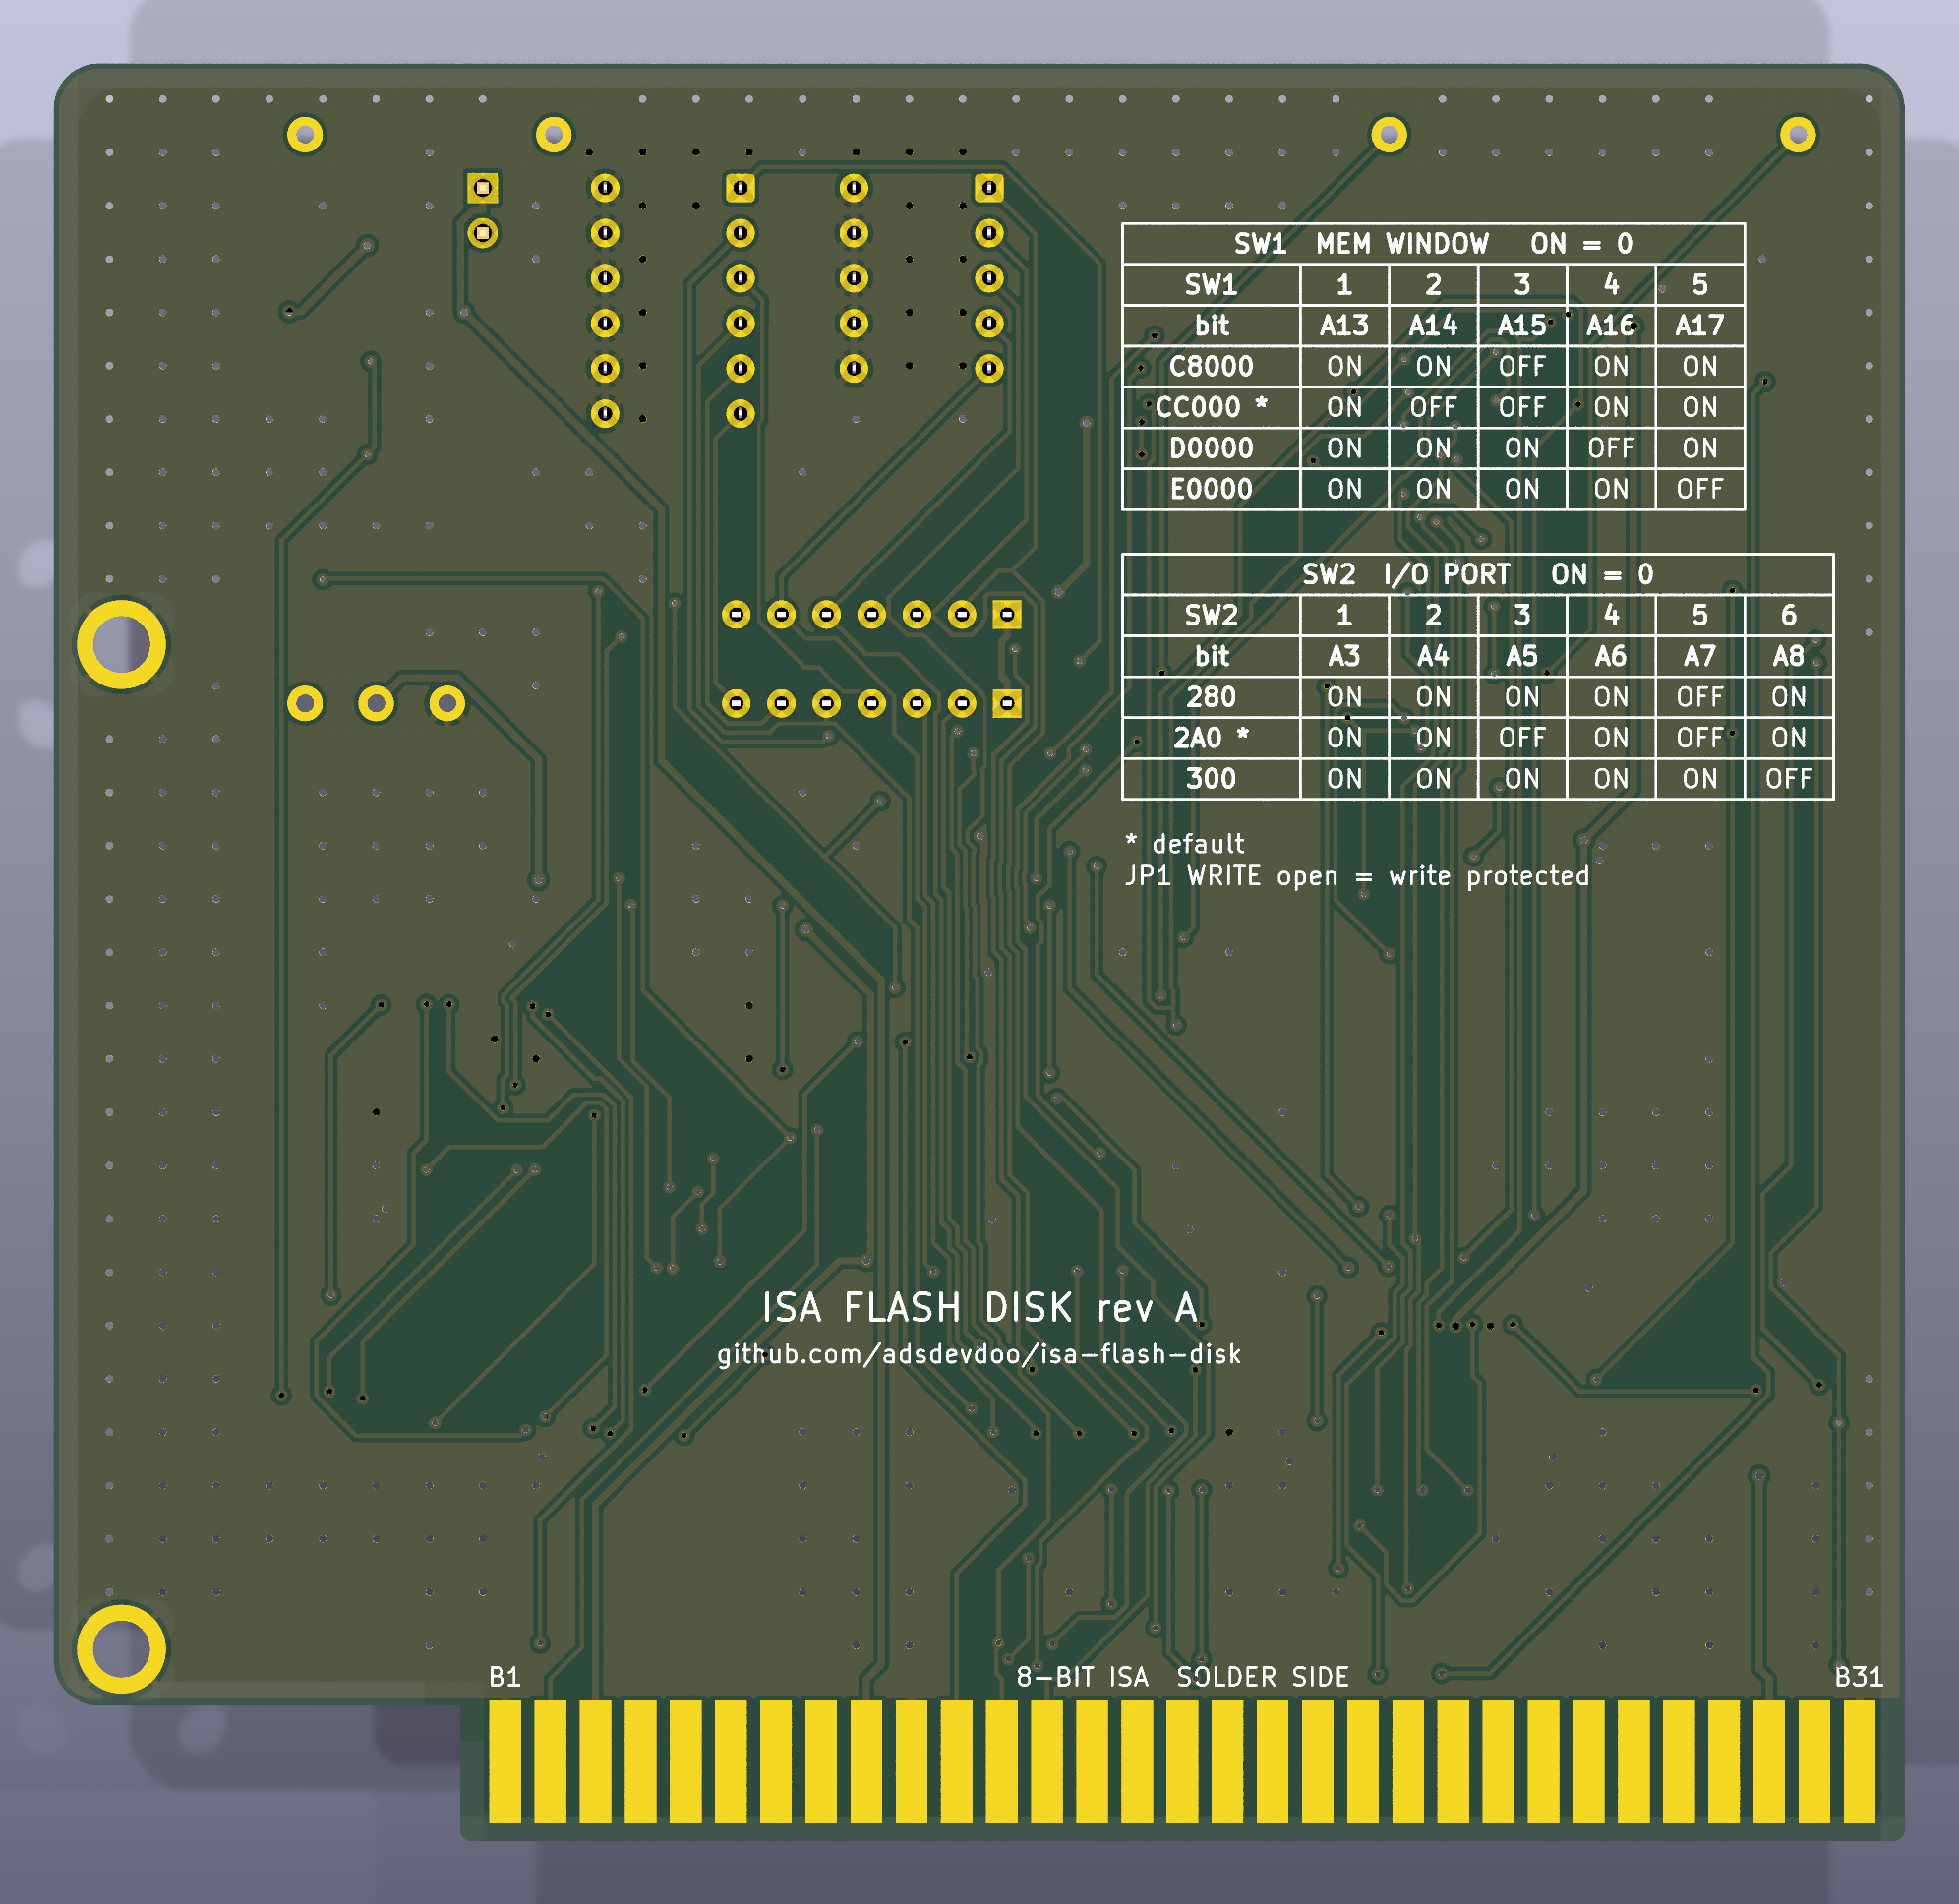 SW1 MEM WINDOW ON = 0
SW1 1 2 3 4 5
bit A13 A14 A15 A16 A17
C8000 ON ON OFF ON ON
CC000 * ON OFF OFF ON ON
D0000 ON ON ON OFF ON
E0000 ON ON ON ON OFF
SW2 I/O PORT ON = 0
SW2 1 2 3 4 5 6
bit A3 A4 A5 A6 A7 A8
280 ON ON ON ON OFF ON
2A0 * ON ON OFF ON OFF ON
300 ON ON ON ON ON OFF
* default
JP1 WRITE open = write protected
ISA FLASH DISK rev A
github.com/adsdevdoo/isa-flash-disk
B1 8-BIT ISA SOLDER SIDE B31